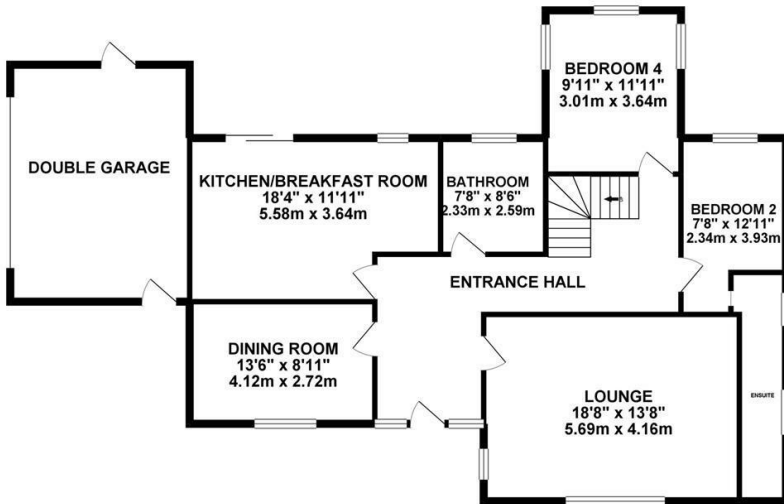 BEDROOM 4
9'11" x 11'11"
3.01m x 3.64m
DOUBLE GARAGE
KITCHEN/BREAKFAST ROOM
18'4" x 11'11"
5.58m x 3.64m
BATHROOM
7'8" x 8'6"
2.33m x 2.59m
BEDROOM 2
7'8" x 12'11"
2.34m x 3.93m
ENTRANCE HALL
DINING ROOM
13'6" x 8'11"
4.12m x 2.72m
LOUNGE
18'8" x 13'8"
5.69m x 4.16m
ENSUITE